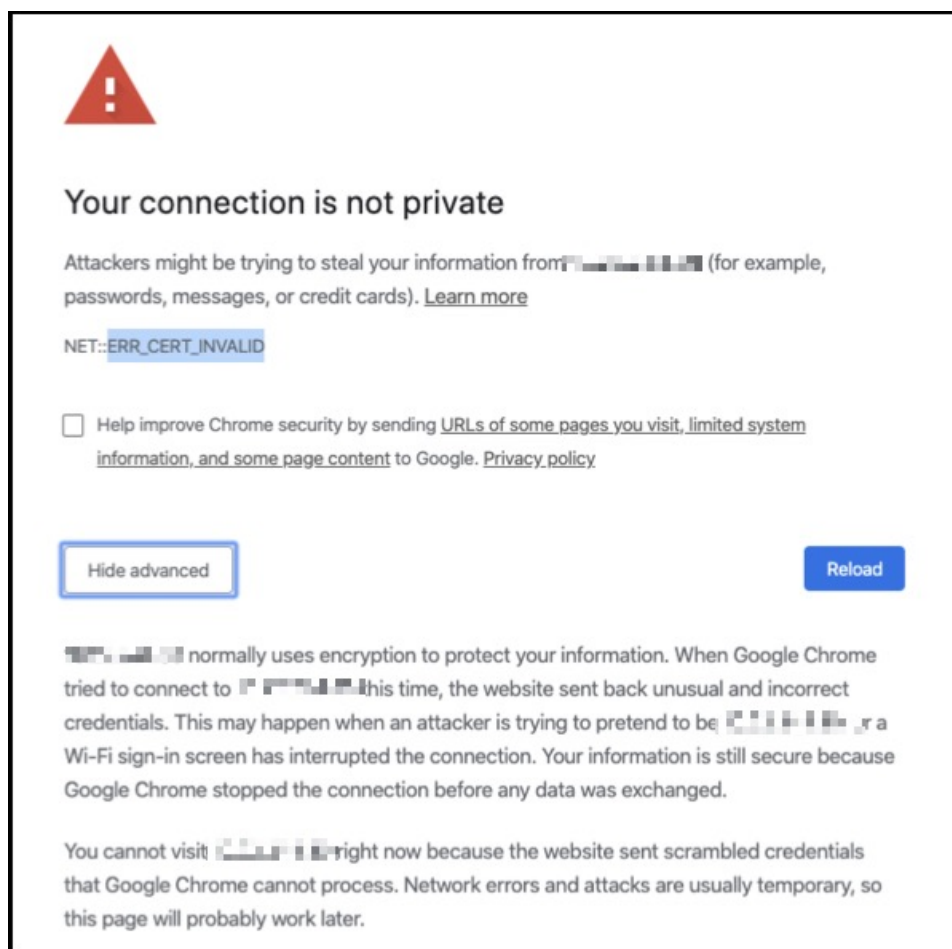 Your connection is not private
Attackers might be trying to steal your information from (for example,
passwords, messages, or credit cards). Learn more
NET::ERR_CERT_INVALID
Help improve Chrome security by sending URLs of some pages you visit, limited system
information, and some page content to Google. Privacy policy
Hide advanced
Reload
normally uses encryption to protect your information. When Google Chrome
tried to connect to this time, the website sent back unusual and incorrect
credentials. This may happen when an attacker is trying to pretend to be a
Wi-Fi sign-in screen has interrupted the connection. Your information is still secure because
Google Chrome stopped the connection before any data was exchanged.
You cannot visit right now because the website sent scrambled credentials
that Google Chrome cannot process. Network errors and attacks are usually temporary, so
this page will probably work later.